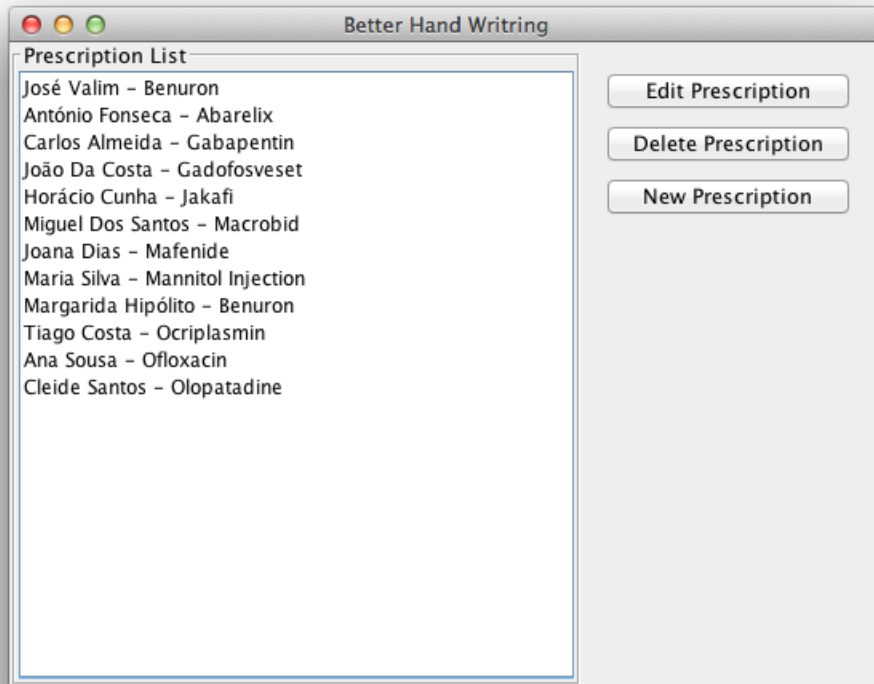 Better Hand Writring
Prescription List
José Valim – Benuron
António Fonseca – Abarelix
Carlos Almeida – Gabapentin
João Da Costa – Gadofosveset
Horácio Cunha – Jakafi
Miguel Dos Santos – Macrobid
Joana Dias – Mafenide
Maria Silva – Mannitol Injection
Margarida Hipólito – Benuron
Tiago Costa – Ocriplasmin
Ana Sousa – Ofloxacin
Cleide Santos – Olopatadine
Edit Prescription
Delete Prescription
New Prescription